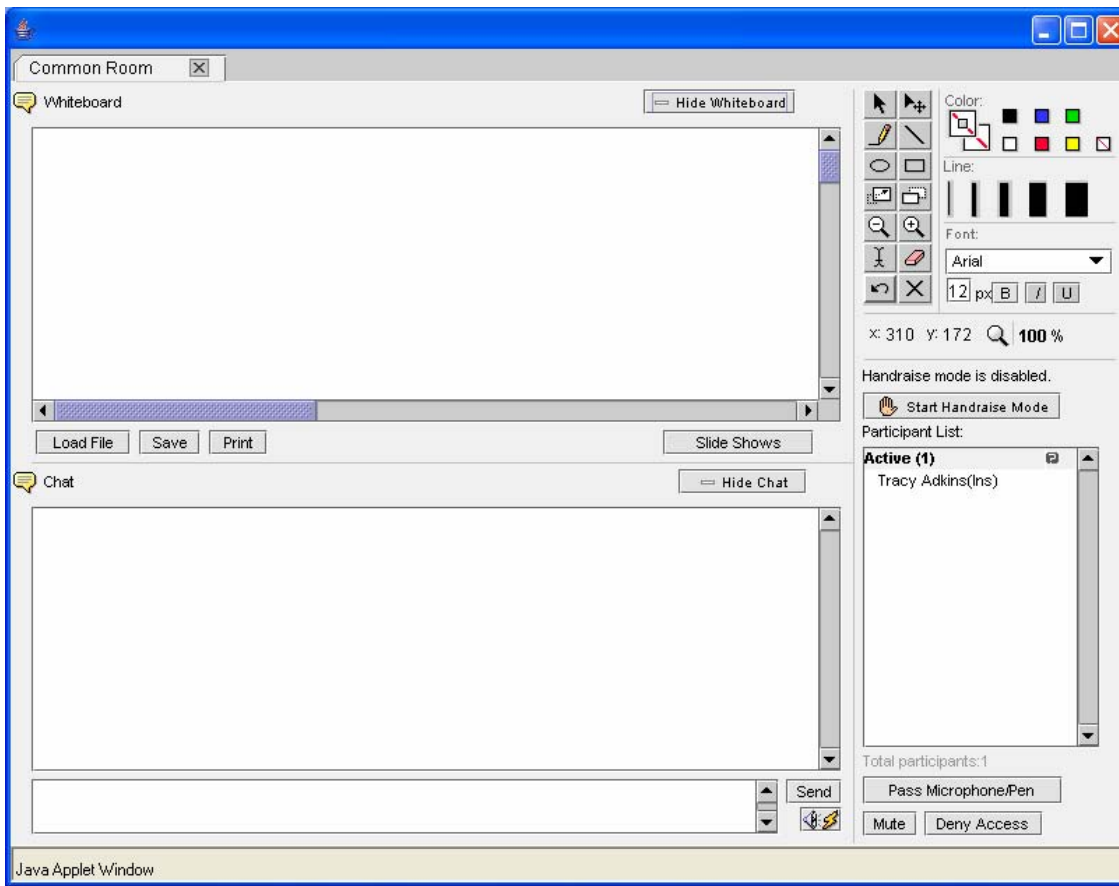 Common Room
Whiteboard
Hide Whiteboard
Load File
Save
Print
Slide Shows
Chat
Hide Chat
Send
Color:
Line:
Font:
Arial
12 px B I U
x: 310 y: 172 100 %
Handraise mode is disabled.
Start Handraise Mode
Participant List:
Active (1)
Tracy Adkins(Ins)
Total participants:1
Pass Microphone/Pen
Mute
Deny Access
Java Applet Window